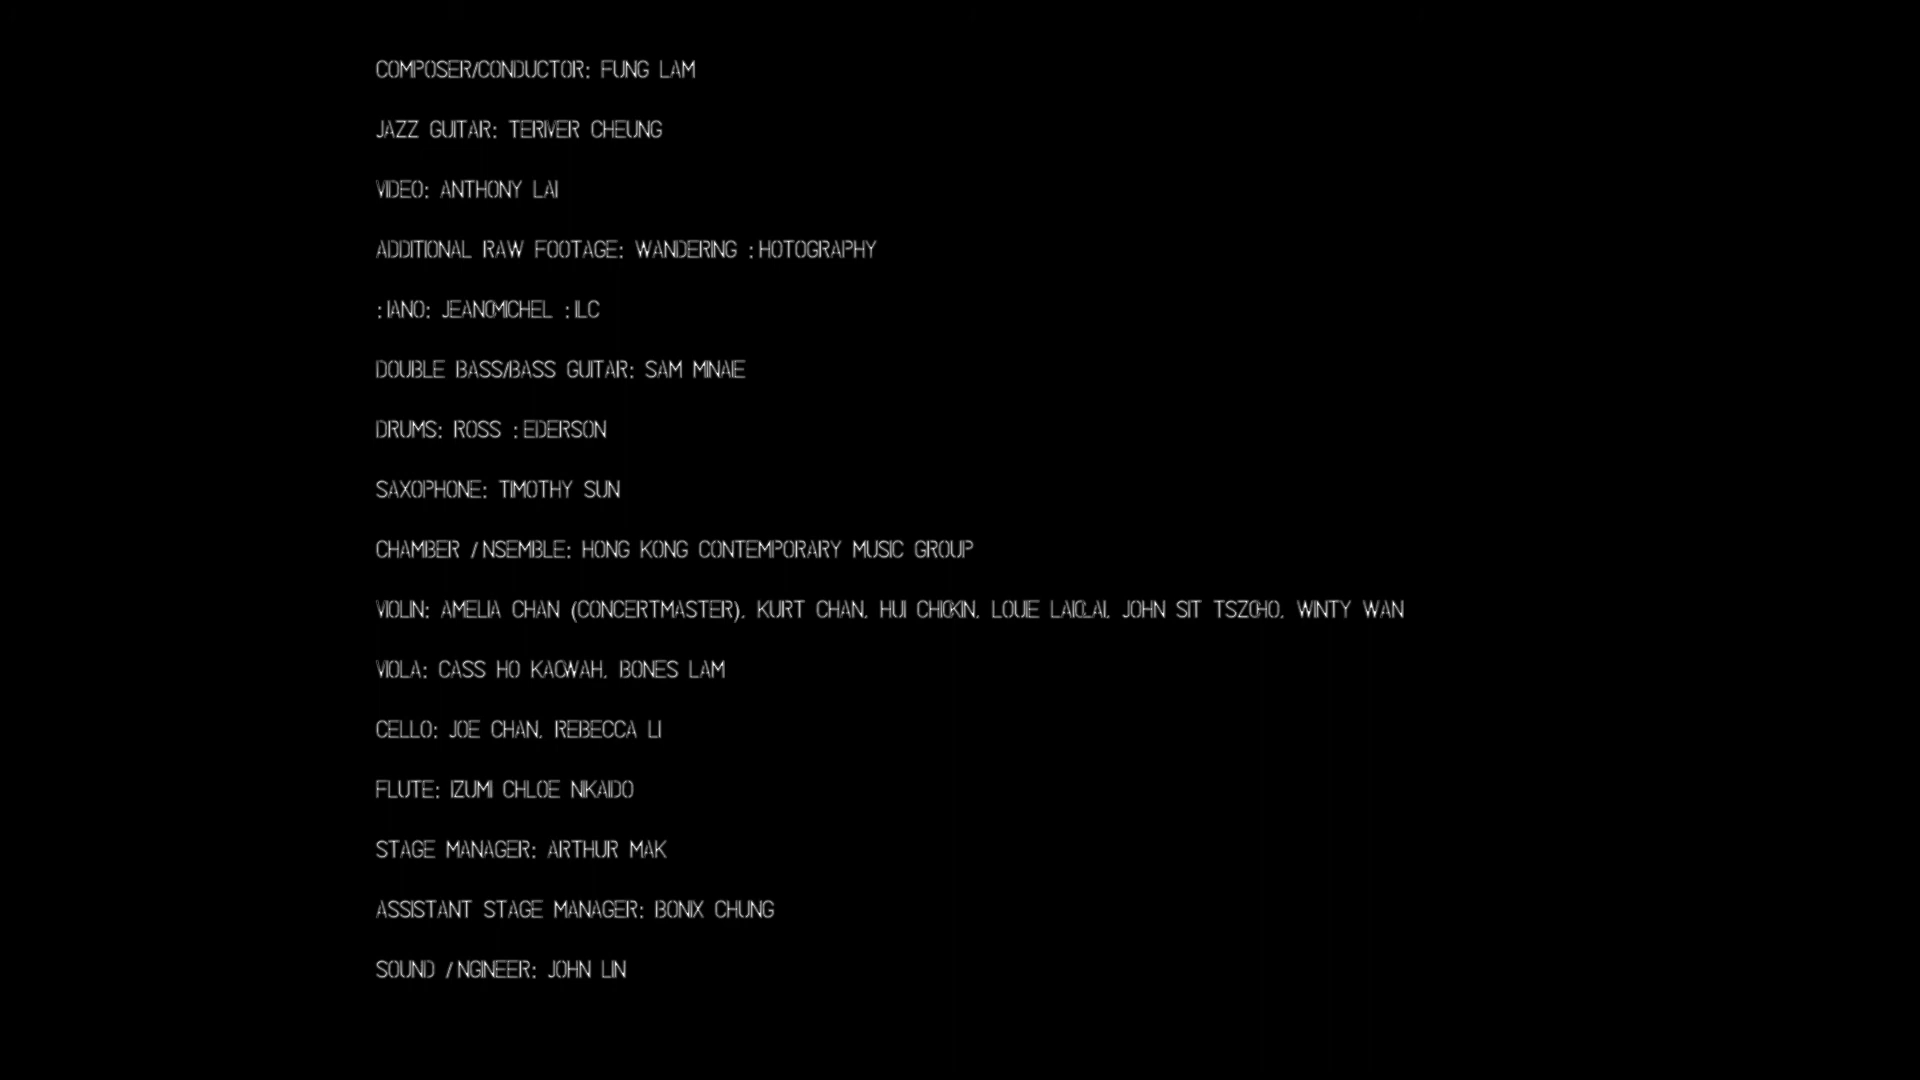 COMPOSER/CONDUCTOR: FUNG LAM
JAZZ GUITAR: TERIVER CHEUNG
VIDEO: ANTHONY LAI
ADDITIONAL RAW FOOTAGE: WANDERING :HOTOGRAPHY
:IANO: JEANOMICHEL :ILC
DOUBLE BASS/BASS GUITAR: SAM MINAIE
DRUMS: ROSS :EDERSON
SAXOPHONE: TIMOTHY SUN
CHAMBER /NSEMBLE: HONG KONG CONTEMPORARY MUSIC GROUP
VIOLIN: AMELIA CHAN (CONCERTMASTER), KURT CHAN, HUI CHIOKIN, LOUIE LAIOLAI, JOHN SIT TSZOHO, WINTY WAN
VIOLA: CASS HO KAOWAH, BONES LAM
CELLO: JOE CHAN, REBECCA LI
FLUTE: IZUMI CHLOE NIKAIDO
STAGE MANAGER: ARTHUR MAK
ASSISTANT STAGE MANAGER: BONIX CHUNG
SOUND /NGINEER: JOHN LIN